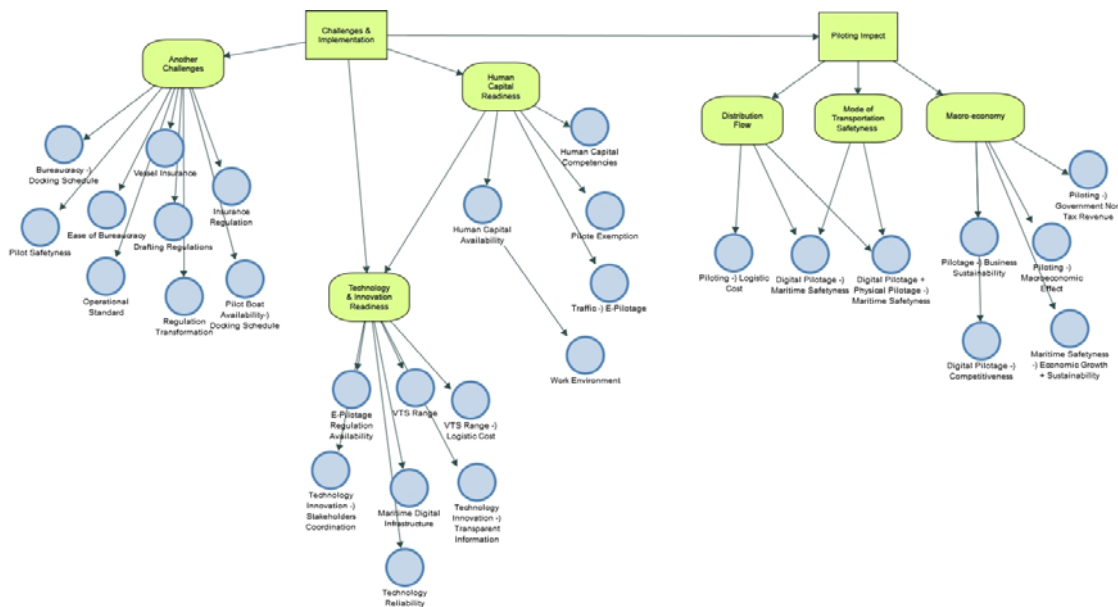 Challenges &
Implementation
Piloting Impact
Another
Challenges
Human
Capital
Readiness
Distribution
Flow
Mode of
Transportation
Safetyness
Macro-economy
Bureaucracy -)
Docking Schedule
Vessel Insurance
Insurance
Regulation
Pilot Safetyness
Ease of Bureaucracy
Drafting Regulations
Operational
Standard
Regulation
Transformation
Pilot Boat
Availability-)
Docking Schedule
Human Capital
Competencies
Human Capital
Availability
Pilote Exemption
Traffic -) E-Pilotage
Work Environment
Technology
& Innovation
Readiness
E-Pilotage
Regulation
Availability
VTS Range
VTS Range -)
Logistic Cost
Technology
Innovation -)
Stakeholders
Coordination
Maritime Digital
Infrastructure
Technology
Innovation -)
Transparent
Information
Technology
Reliability
Piloting -) Logistic
Cost
Digital Pilotage -)
Maritime Safetyness
Digital Pilotage +
Physical Pilotage -)
Maritime Safetyness
Piloting -)
Government Non
Tax Revenue
Pilotage -) Business
Sustainability
Piloting -)
Macroeconomic
Effect
Digital Pilotage -)
Competitiveness
Maritime Safetyness
-) Economic Growth
+ Sustainability